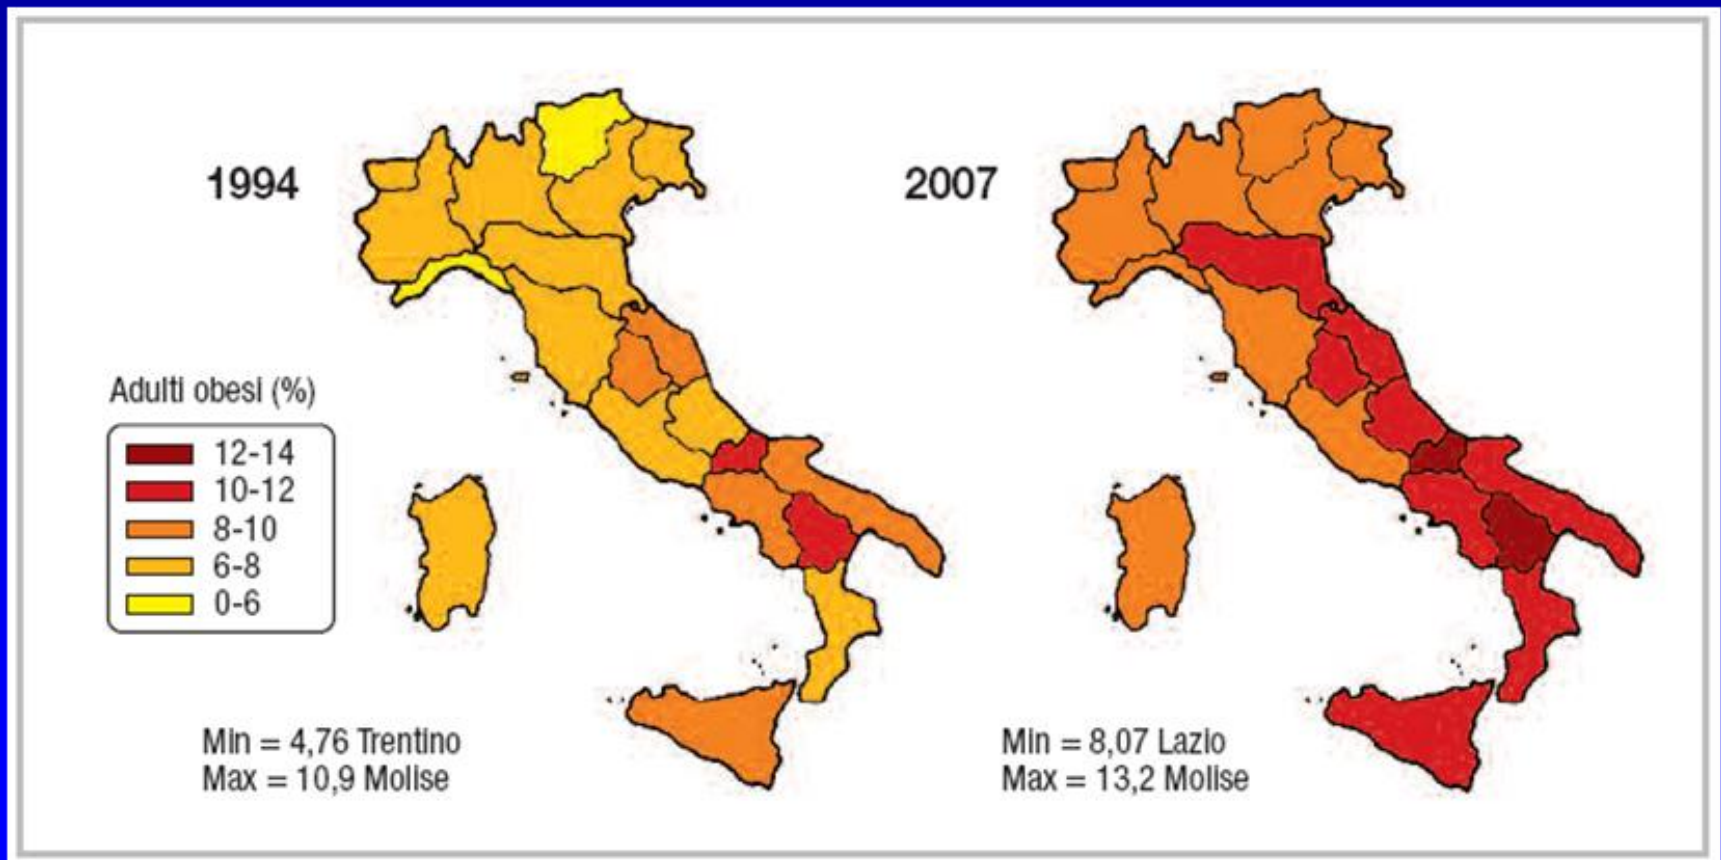 1994
2007
Adulti obesi (%)
12-14
10-12
8-10
6-8
0-6
Min = 4,76 Trentino
Max = 10,9 Molise
Min = 8,07 Lazio
Max = 13,2 Molise